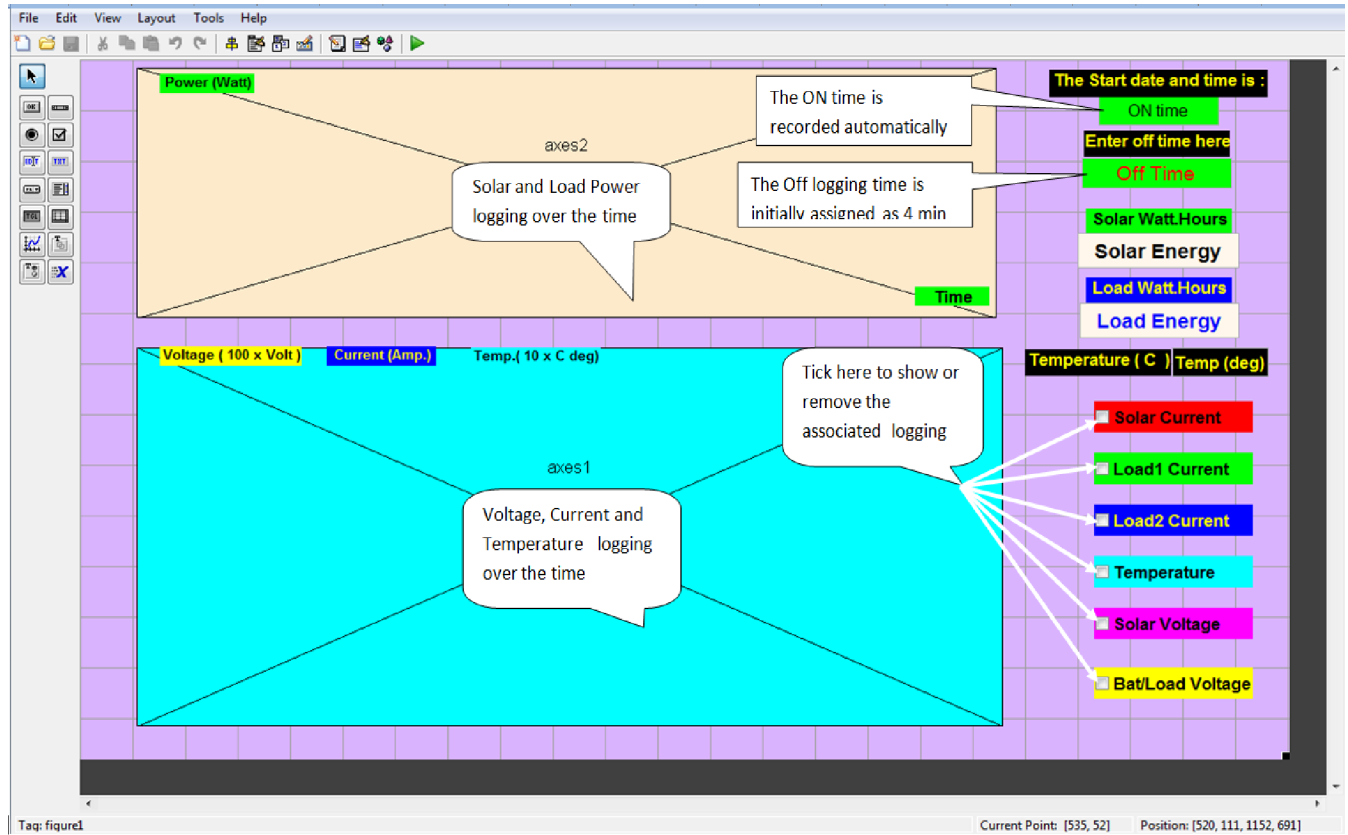 File Edit View Layout Tools Help
Power (Watt)
axes2
Solar and Load Power
logging over the time
The ON time is
recorded automatically
The Off logging time is
initially assigned as 4 min
Time
The Start date and time is :
ON time
Enter off time here
Off Time
Solar Watt.Hours
Solar Energy
Load Watt.Hours
Load Energy
Voltage ( 100 x Volt ) Current (Amp.) Temp.( 10 x C deg)
Temperature ( C ) Temp (deg)
Tick here to show or
remove the
associated logging
axes1
Voltage, Current and
Temperature logging
over the time
Solar Current
Load1 Current
Load2 Current
Temperature
Solar Voltage
Bat/Load Voltage
Tag: figure1 Current Point: [535, 52] Position: [520, 111, 1152, 691]